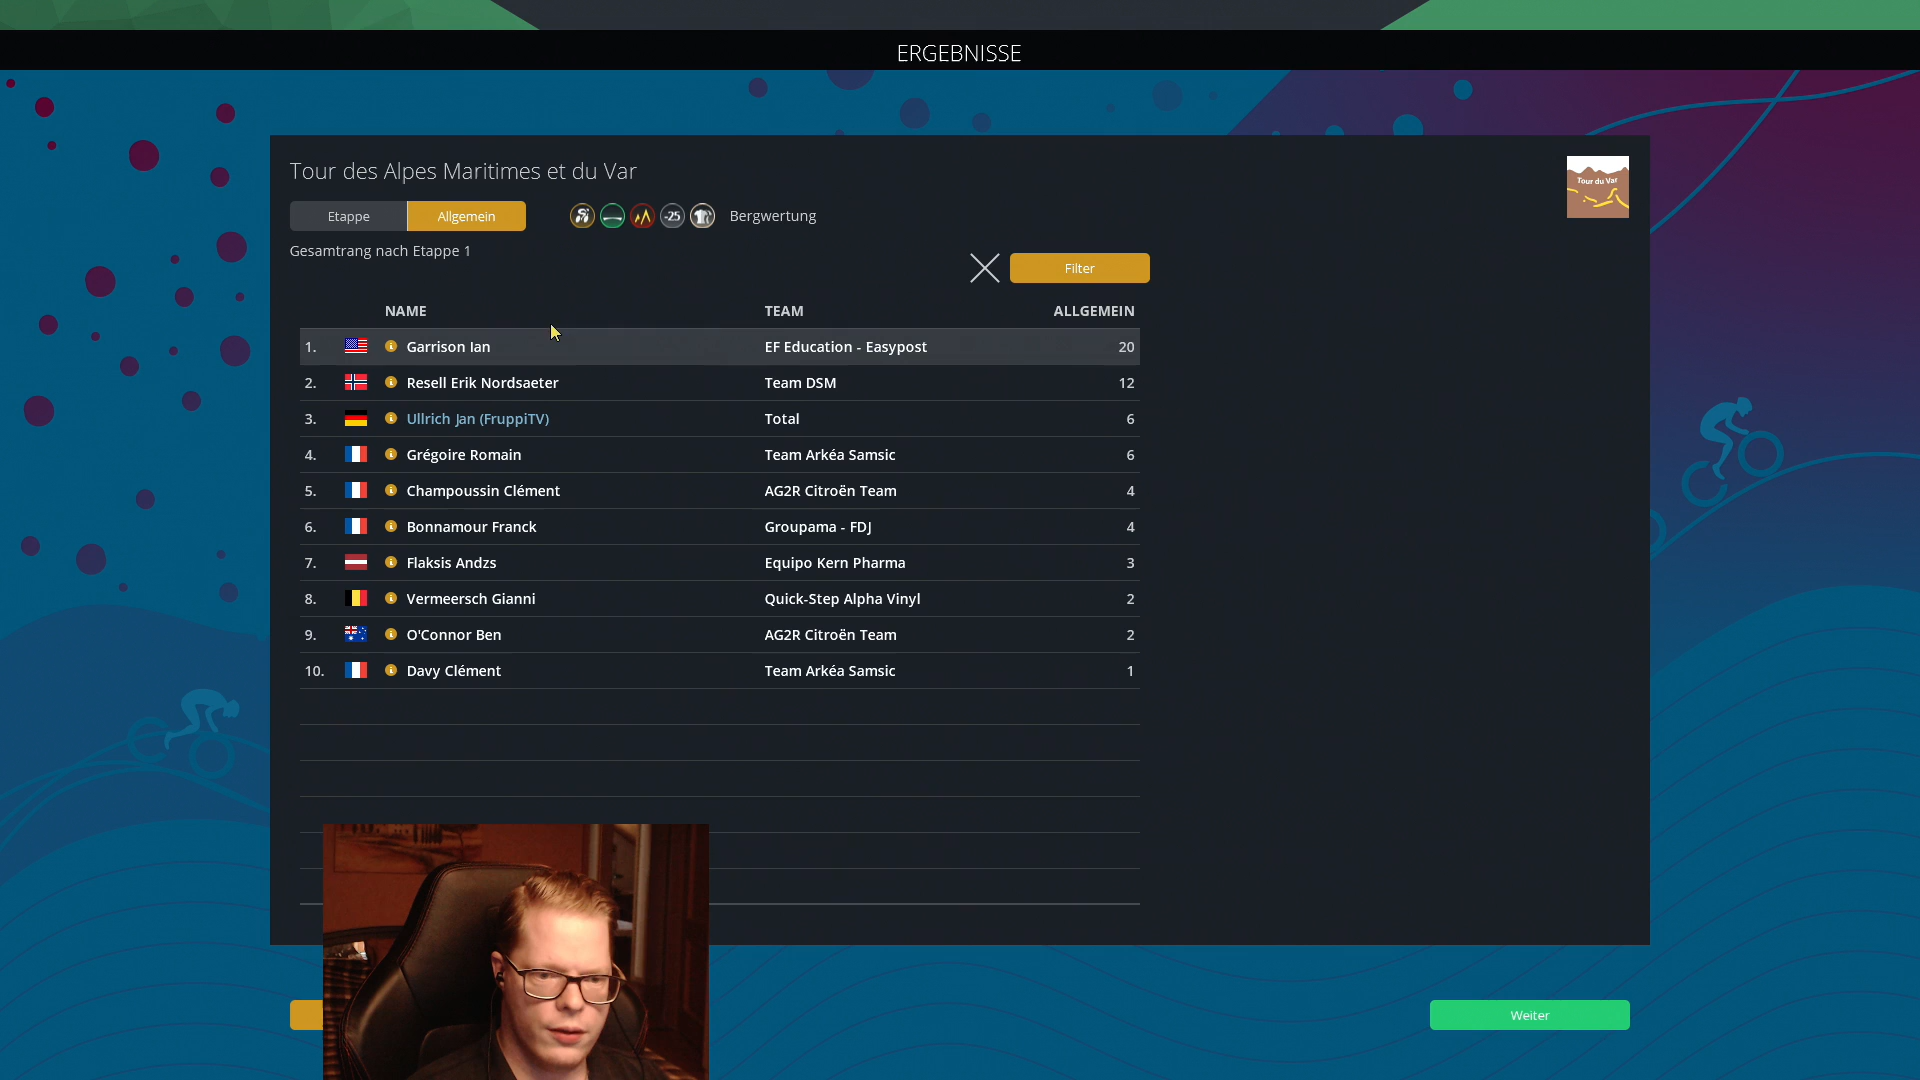 ERGEBNISSE
Tour des Alpes Maritimes et du Var
Tour du Var
Etappe Allgemein -25 Bergwertung
Gesamtrang nach Etappe 1
Filter
NAME TEAM ALLGEMEIN
1. Garrison Ian EF Education - Easypost 20
2. Resell Erik Nordsaeter Team DSM 12
3. Ullrich Jan (FruppiTV) Total 6
4. Grégoire Romain Team Arkéa Samsic 6
5. Champoussin Clément AG2R Citroën Team 4
6. Bonnamour Franck Groupama - FDJ 4
7. Flaksis Andzs Equipo Kern Pharma 3
8. Vermeersch Gianni Quick-Step Alpha Vinyl 2
9. O'Connor Ben AG2R Citroën Team 2
10. Davy Clément Team Arkéa Samsic 1
Weiter